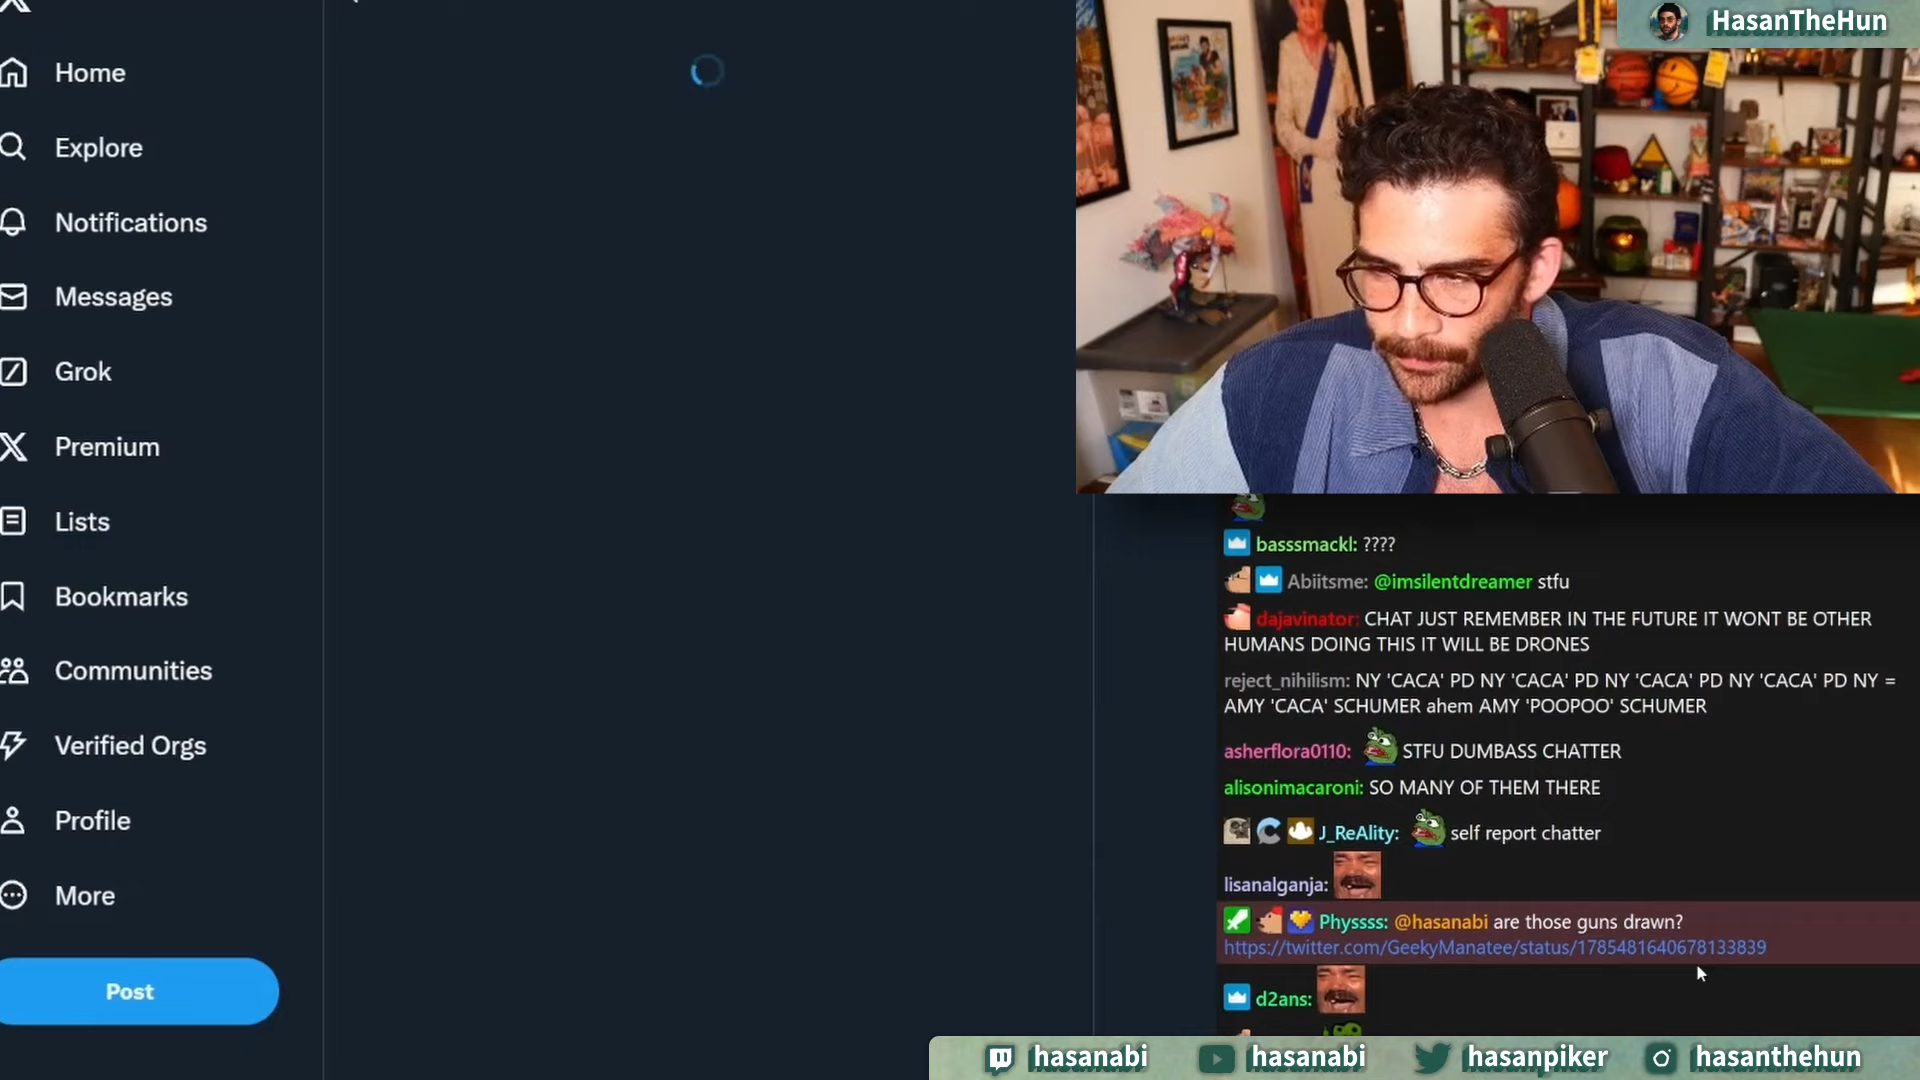 Home
Explore
Notifications
Messages
Grok
Premium
Lists
Bookmarks
Communities
Verified Orgs
Profile
More
Post
HasanTheHun
basssmackl: ????
Abiitsme: @imsilentdreamer stfu
dajavinator: CHAT JUST REMEMBER IN THE FUTURE IT WONT BE OTHER
HUMANS DOING THIS IT WILL BE DRONES
reject_nihilism: NY 'CACA' PD NY 'CACA' PD NY 'CACA' PD NY 'CACA' PD NY =
AMY 'CACA' SCHUMER ahem AMY 'POOPOO' SCHUMER
asherflora0110: STFU DUMBASS CHATTER
alisonimacaroni: SO MANY OF THEM THERE
J_ReAlity: self report chatter
lisanalganja:
Physsss: @hasanabi are those guns drawn?
https://twitter.com/GeekyManatee/status/1785481640678133839
d2ans:
hasanabi hasanabi hasanpiker hasanthehun